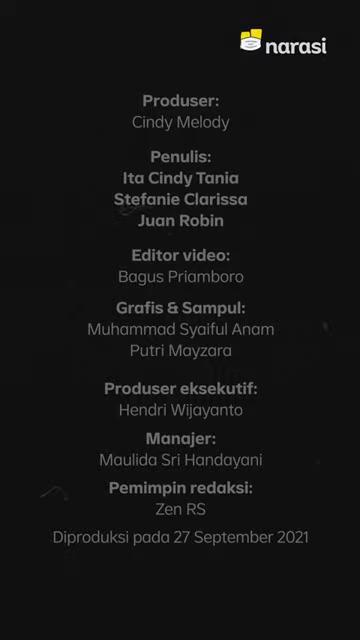 narasi
Produser:
Cindy Melody
Penulis:
Ita Cindy Tania
Stefanie Clarissa
Juan Robin
Editor video:
Bagus Priamboro
Grafis & Sampul:
Muhammad Syaiful Anam
Putri Mayzara
Produser eksekutif:
Hendri Wijayanto
Manajer:
Maulida Sri Handayani
Pemimpin redaksi:
Zen RS
Diproduksi pada 27 September 2021